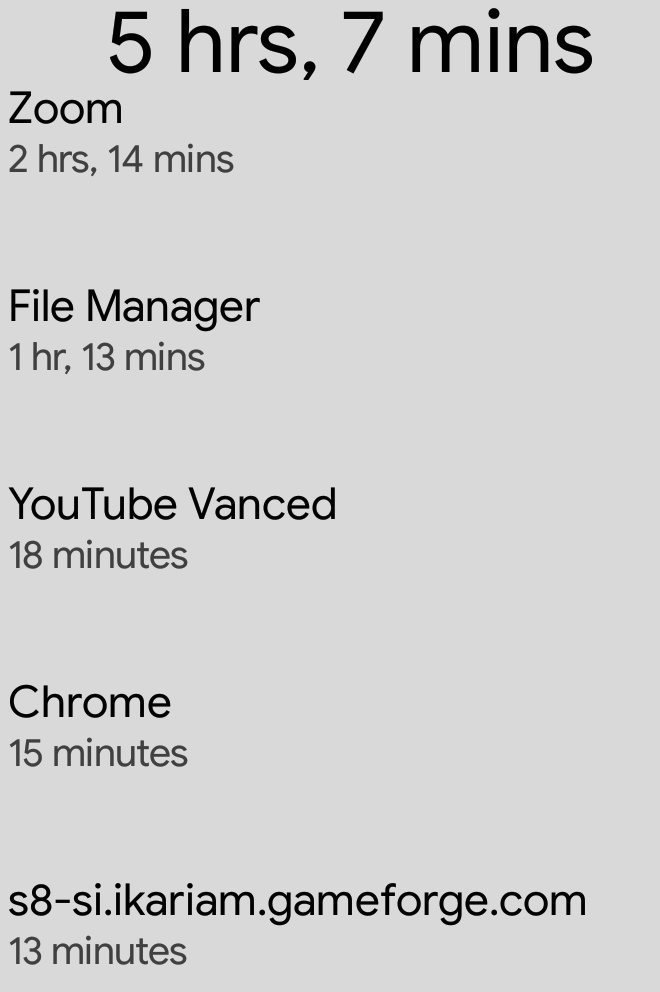 5 hrs, 7 mins
Zoom
2 hrs, 14 mins
File Manager
1 hr, 13 mins
YouTube Vanced
18 minutes
Chrome
15 minutes
s8-si.ikariam.gameforge.com
13 minutes